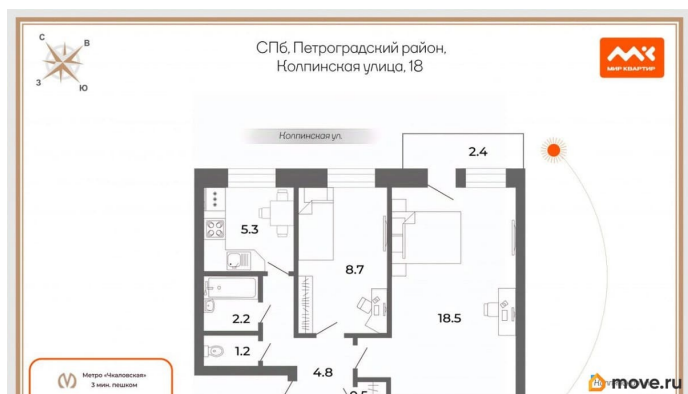 С
В
З
Ю
СПб, Петроградский район,
Колпинская улица, 18
МИР КВАРТИР
Колпинская ул.
2.4
5.3
8.7
18.5
2.2
1.2
4.8
Метро «Чкаловская»
3 мин. пешком
move.ru